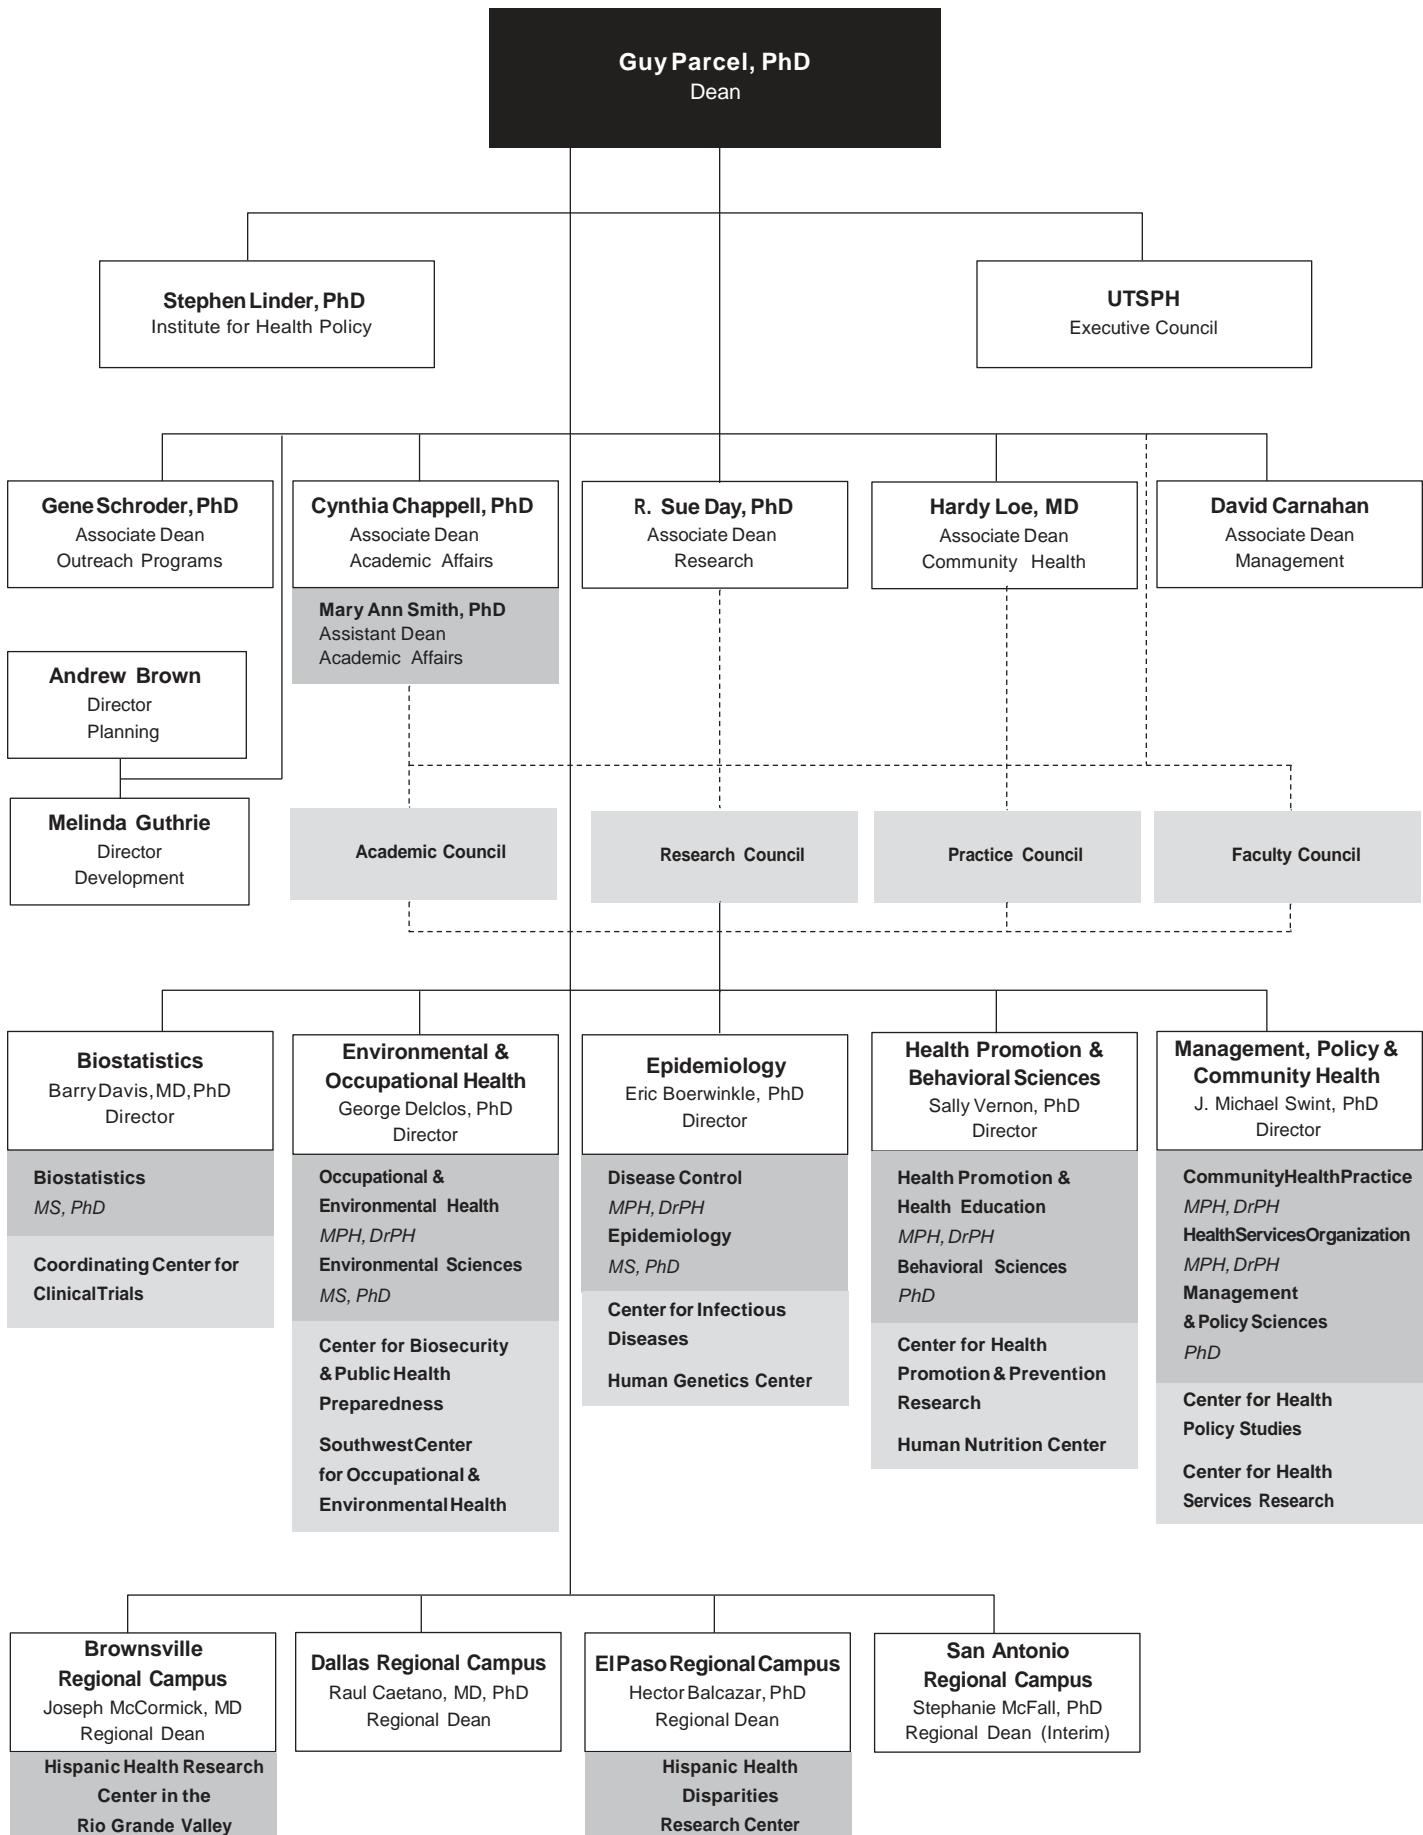 Guy Parcel, PhD
Dean
Stephen Linder, PhD
Institute for Health Policy
UTSPH
Executive Council
Gene Schroder, PhD
Associate Dean
Outreach Programs
Cynthia Chappell, PhD
Associate Dean
Academic Affairs
Mary Ann Smith, PhD
Assistant Dean
Academic Affairs
R. Sue Day, PhD
Associate Dean
Research
Hardy Loe, MD
Associate Dean
Community Health
David Carnahan
Associate Dean
Management
Andrew Brown
Director
Planning
Melinda Guthrie
Director
Development
Academic Council
Research Council
Practice Council
Faculty Council
Biostatistics
Barry Davis, MD, PhD
Director
Biostatistics
MS, PhD
Coordinating Center for
Clinical Trials
Environmental &
Occupational Health
George Delclos, PhD
Director
Occupational &
Environmental Health
MPH, DrPH
Environmental Sciences
MS, PhD
Center for Biosecurity
& Public Health
Preparedness
Southwest Center
for Occupational &
Environmental Health
Epidemiology
Eric Boerwinkle, PhD
Director
Disease Control
MPH, DrPH
Epidemiology
MS, PhD
Center for Infectious
Diseases
Human Genetics Center
Health Promotion &
Behavioral Sciences
Sally Vernon, PhD
Director
Health Promotion &
Health Education
MPH, DrPH
Behavioral Sciences
PhD
Center for Health
Promotion & Prevention
Research
Human Nutrition Center
Management, Policy &
Community Health
J. Michael Swint, PhD
Director
Community Health Practice
MPH, DrPH
Health Services Organization
MPH, DrPH
Management
& Policy Sciences
PhD
Center for Health
Policy Studies
Center for Health
Services Research
Brownsville
Regional Campus
Joseph McCormick, MD
Regional Dean
Hispanic Health Research
Center in the
Rio Grande Valley
Dallas Regional Campus
Raul Caetano, MD, PhD
Regional Dean
El Paso Regional Campus
Hector Balcazar, PhD
Regional Dean
Hispanic Health
Disparities
Research Center
San Antonio
Regional Campus
Stephanie McFall, PhD
Regional Dean (Interim)